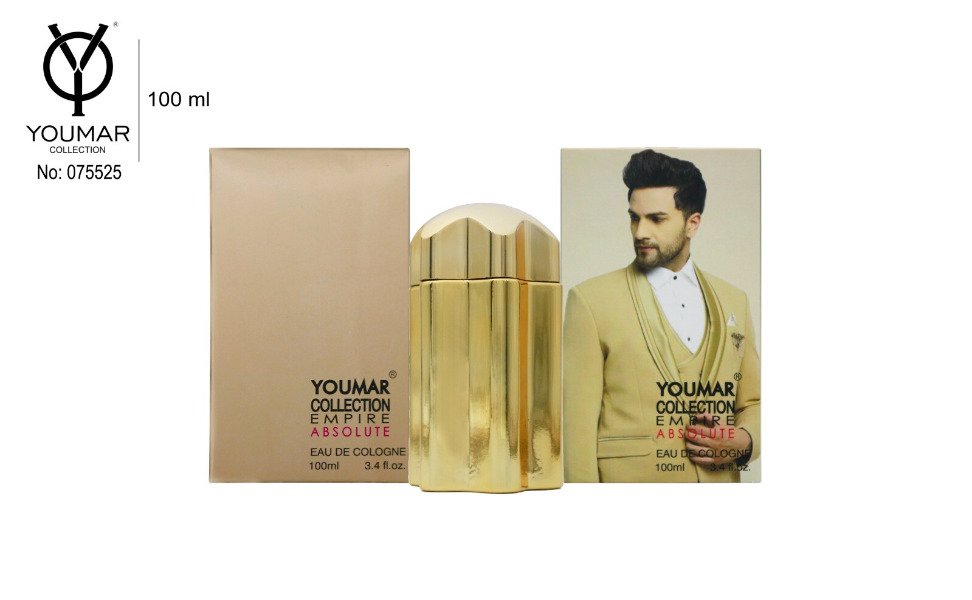 ®
YOUMAR
COLLECTION
No: 075525
100 ml
YOUMAR®
COLLECTION
EMPIRE
ABSOLUTE
EAU DE COLOGNE
100ml 3.4 fl.oz.
YOUMAR®
COLLECTION
EMPIRE
ABSOLUTE
EAU DE COLOGNE
100ml 3.4 fl.oz.